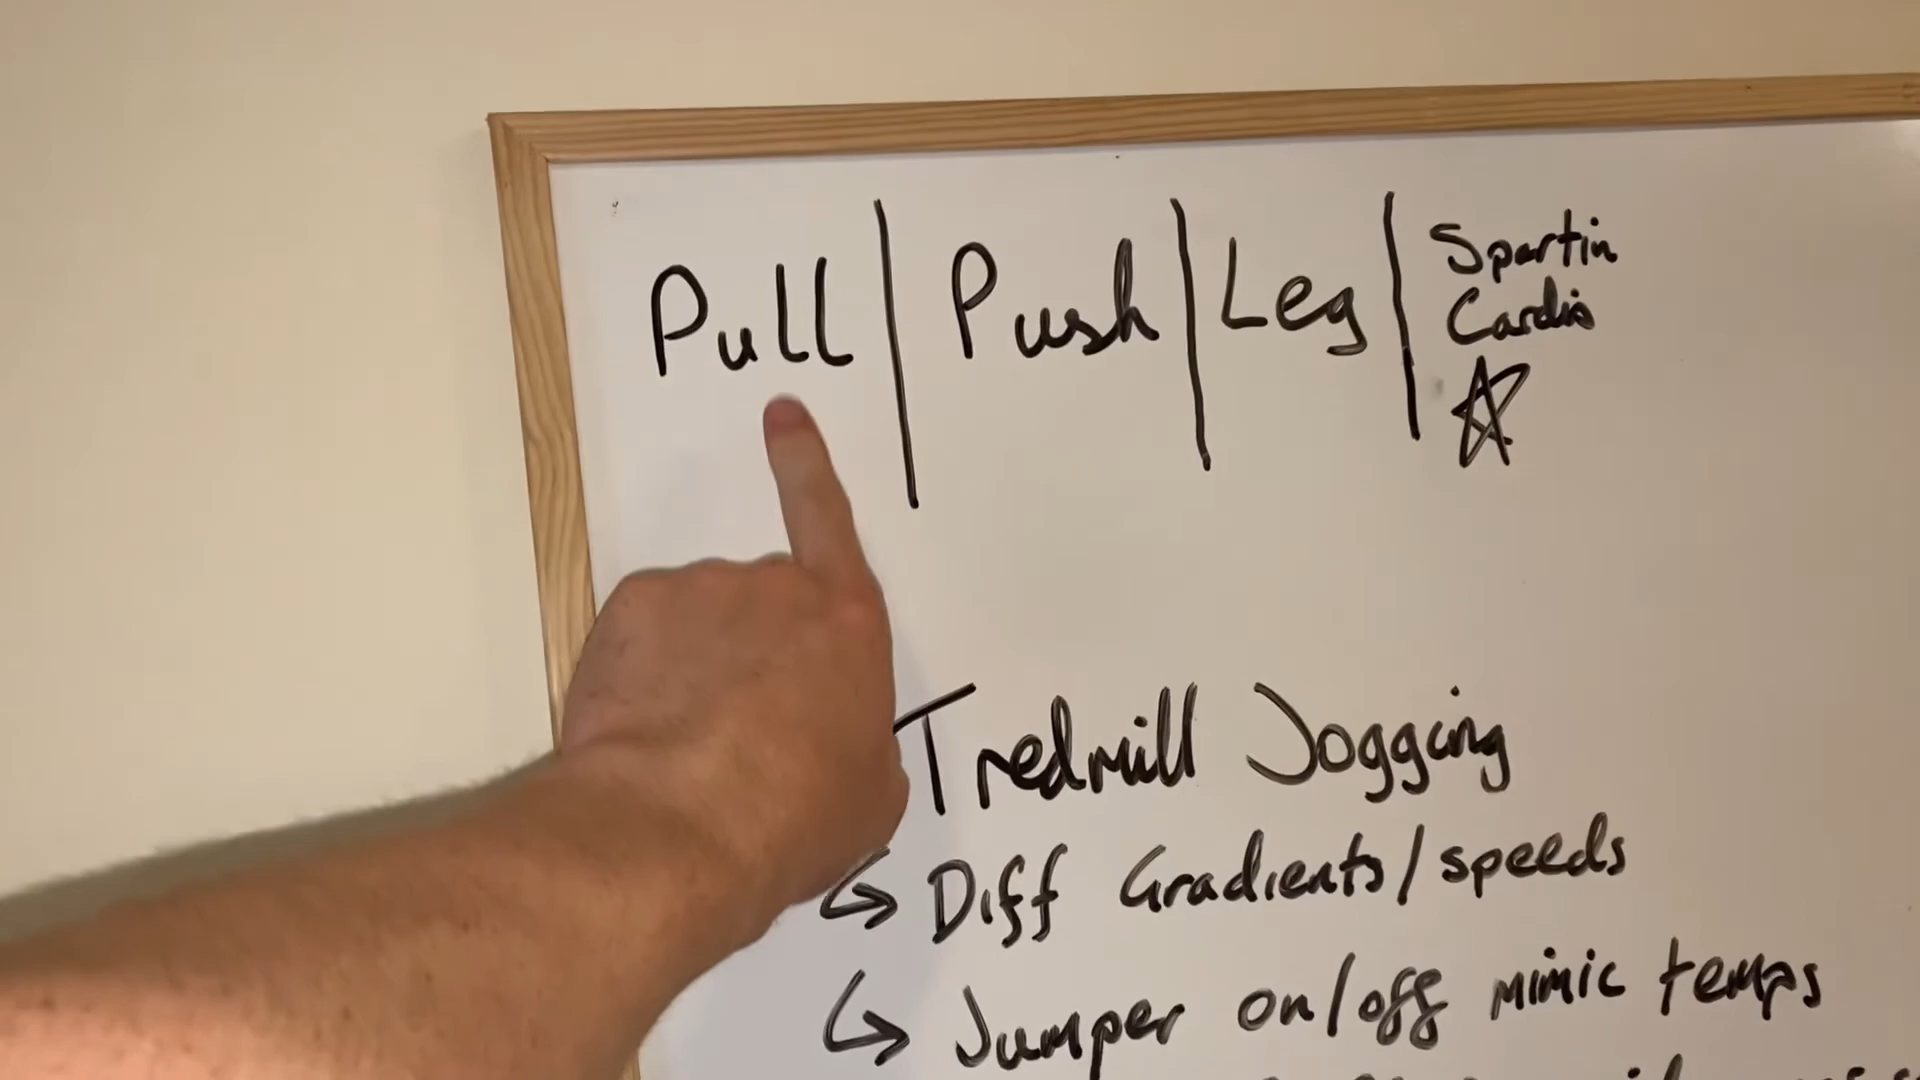 Pull | Push | Leg | Spartin
Cardio
Tredmill Jogging
↳ Diff Gradients/speeds
↳ Jumper on/off mimic temps